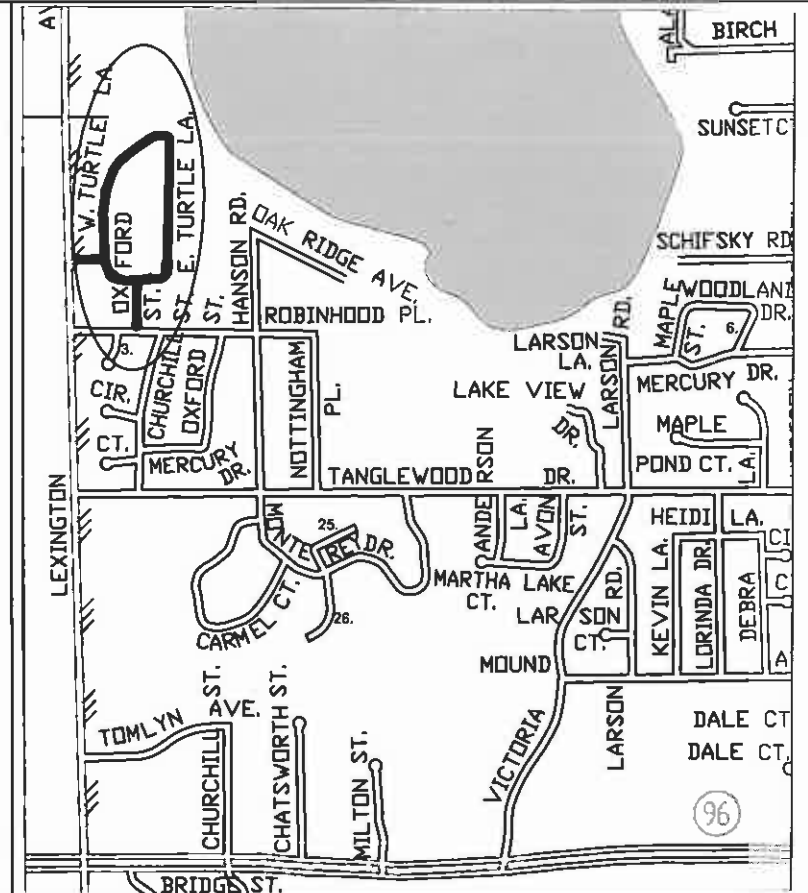 AV
BIRCH
SUNSET CT
W. TURTLE LA.
E. TURTLE LA.
OXFORD ST.
HANSON RD.
OAK RIDGE AVE.
SCHIFSKY RD
ROBINHOOD PL.
MAPLE ST.
WOODLAND DR.
6.
3.
CIR.
CHURCHILL ST.
OXFORD ST.
NOTTINGHAM PL.
LARSON LA.
LARSON RD.
MERCURY DR.
LAKE VIEW DR.
CT.
MERCURY DR.
MAPLE
POND CT.
LA.
TANGLEWOOD DR.
LEXINGTON
ANDERSON LA.
AVON ST.
HEIDI LA.
MONTEREY DR.
25.
26.
CARMEL CT.
MARTHA LAKE CT.
LARSON CT.
RD.
KEVIN LA.
LORINDA DR.
DEBRA
CI
C
A
MOUND
LARSON
VICTORIA
TOMLYN AVE.
CHURCHILL ST.
CHATSWORTH ST.
MILTON ST.
DALE CT
DALE CT.
96
BRIDGE ST.